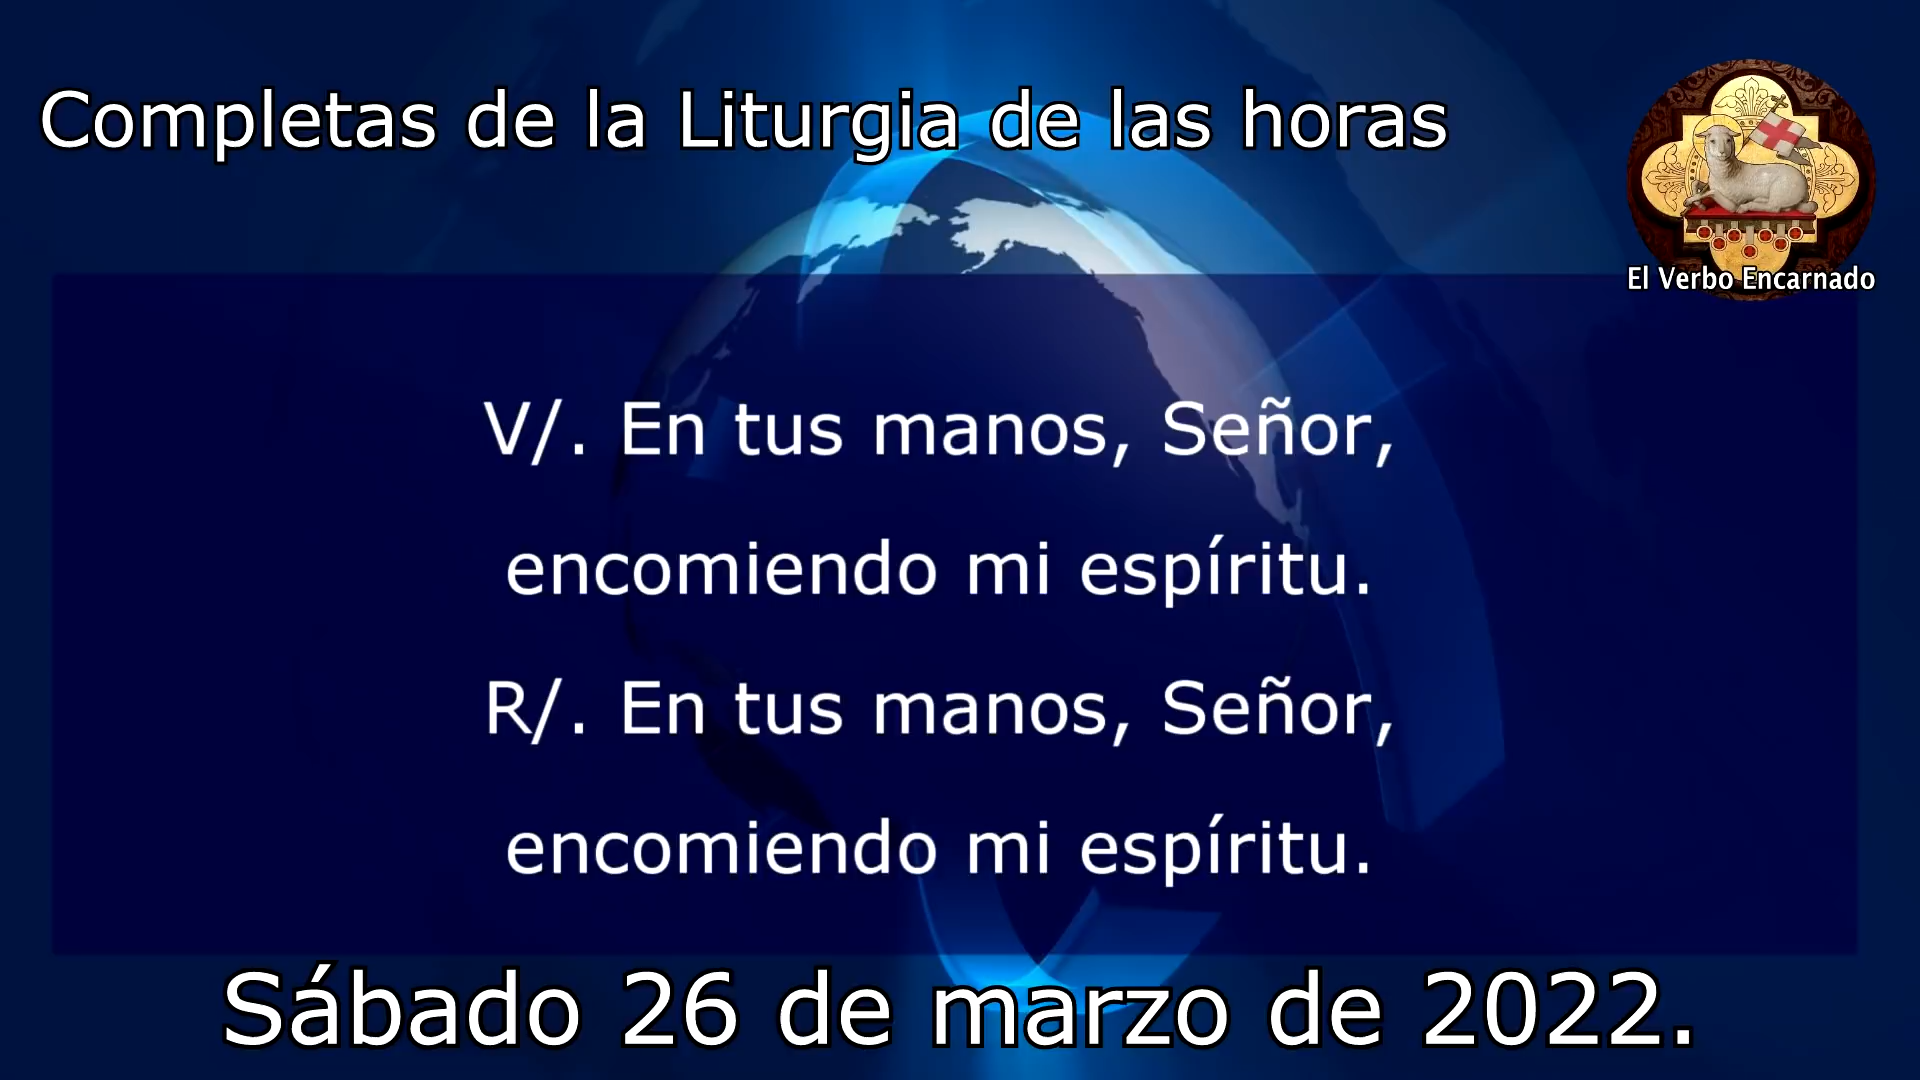 Completas de la Liturgia de las horas
El Verbo Encarnado
V/. En tus manos, Señor,
encomiendo mi espíritu.
R/. En tus manos, Señor,
encomiendo mi espíritu.
Sábado 26 de marzo de 2022.